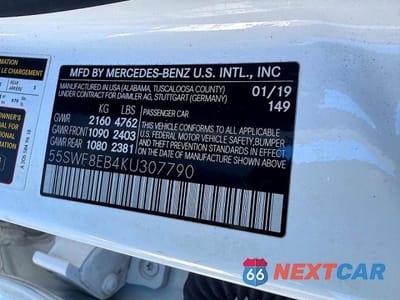 LE CHARGEMENT
MFD BY MERCEDES-BENZ U.S. INTL., INC
MANUFACTURED IN USA (ALABAMA, TUSCALOOSA COUNTY)
UNDER CONTRACT FOR DAIMLER AG, STUTTGART (GERMANY)
01/19
149
KG LBS
GVWR 2160 4762
GAWR FRONT 1090 2403
GAWR REAR 1080 2381
PASSENGER CAR
THIS VEHICLE CONFORMS TO ALL APPLICABLE
U.S. FEDERAL MOTOR VEHICLE SAFETY, BUMPER
AND THEFT PREVENTION STANDARDS IN EFFECT
ON THE DATE OF MANUFACTURE SHOWN ABOVE.
55SWF8EB4KU307790
OWNER'S
66 NEXTCAR